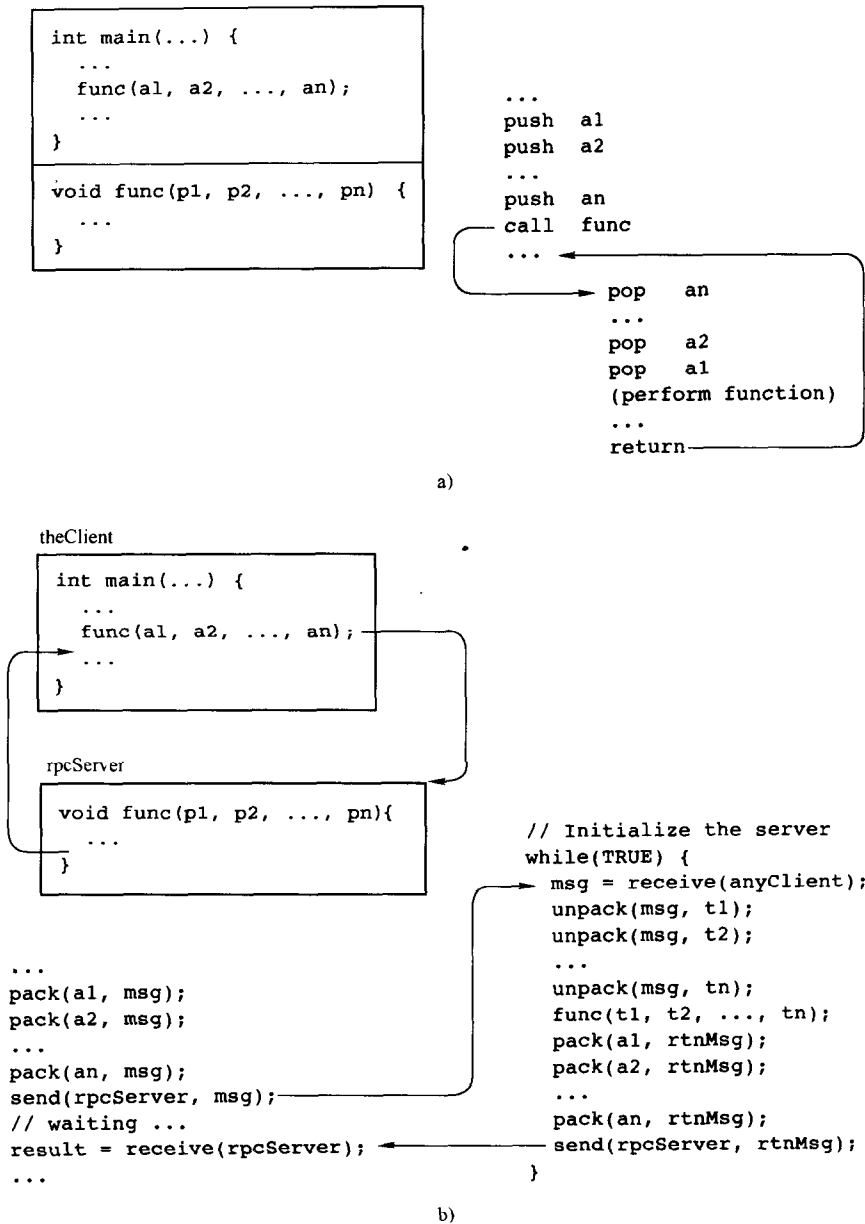 int main(...) {
...
func(a1, a2, ..., an);
...
}
void func(p1, p2, ..., pn) {
...
}
...
push a1
push a2
...
push an
call func
...
pop an
...
pop a2
pop a1
(perform function)
...
return
a)
theClient
int main(...) {
...
func(a1, a2, ..., an);
...
}
rpcServer
void func(p1, p2, ..., pn){
...
}
...
pack(a1, msg);
pack(a2, msg);
...
pack(an, msg);
send(rpcServer, msg);
// waiting ...
result = receive(rpcServer);
...
// Initialize the server
while(TRUE) {
msg = receive(anyClient);
unpack(msg, t1);
unpack(msg, t2);
...
unpack(msg, tn);
func(t1, t2, ..., tn);
pack(a1, rtnMsg);
pack(a2, rtnMsg);
...
pack(an, rtnMsg);
send(rpcServer, rtnMsg);
}
b)